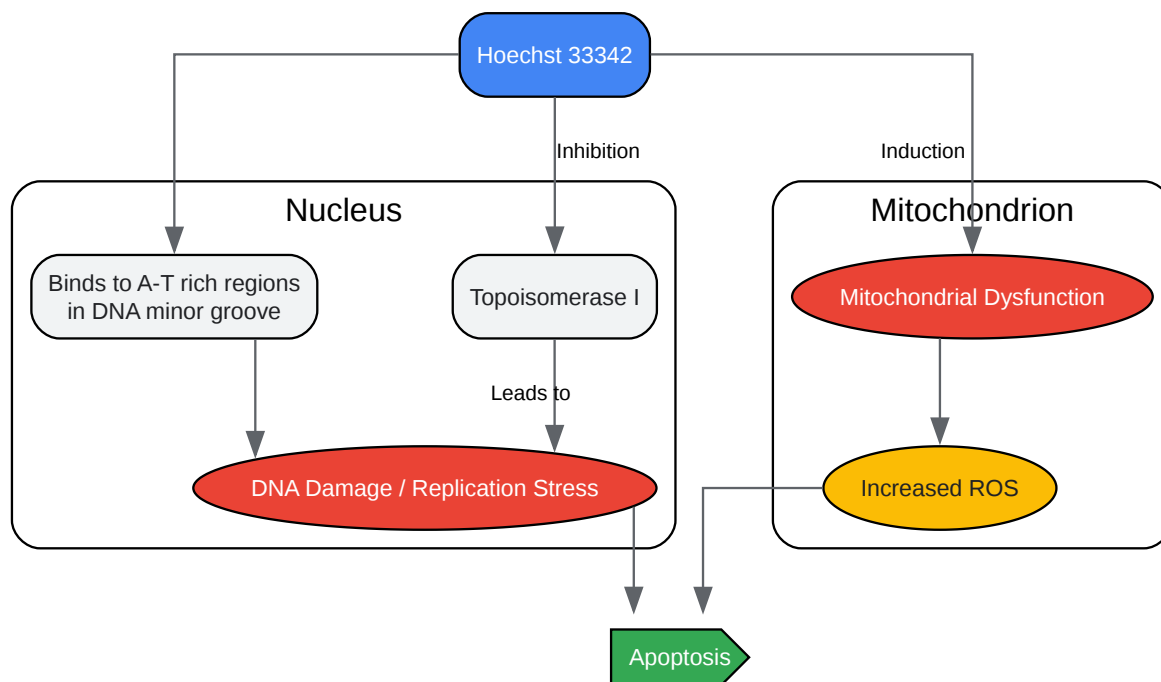 Hoechst 33342
Inhibition
Induction
Nucleus
Mitochondrion
Binds to A-T rich regions
in DNA minor groove
Topoisomerase I
Mitochondrial Dysfunction
Leads to
DNA Damage / Replication Stress
Increased ROS
Apoptosis